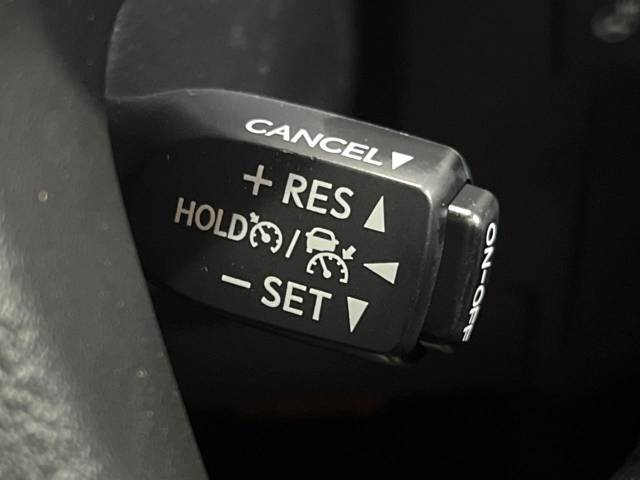 CANCEL▼
+ RES ▲
HOLD / ◀
− SET ▼
ON-OFF